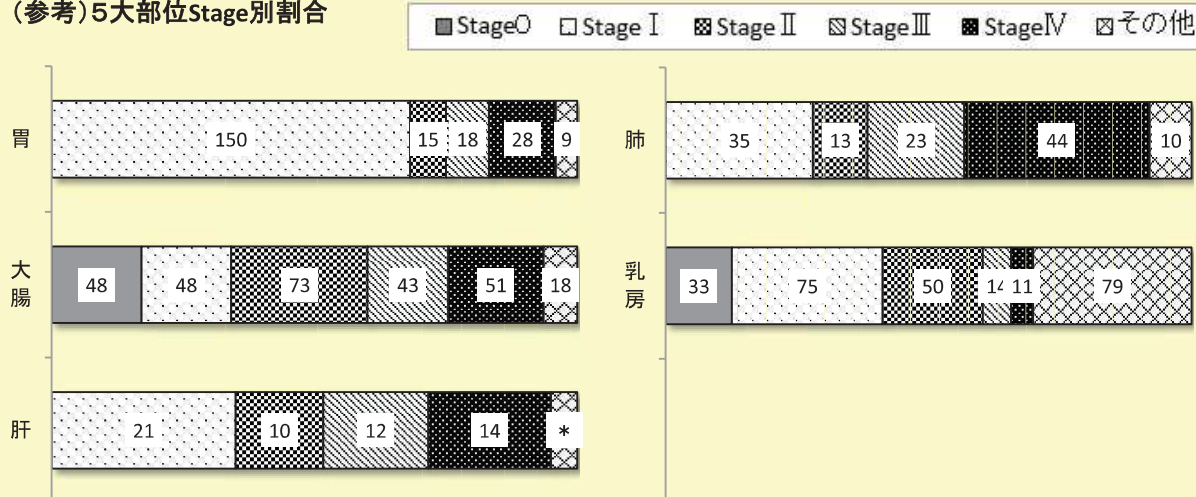 (参考)5大部位Stage別割合
Stage0 StageⅠ StageⅡ StageⅢ StageⅣ その他
胃 150 15 18 28 9
大腸 48 48 73 43 51 18
肝 21 10 12 14 *
肺 35 13 23 44 10
乳房 33 75 50 14 11 79